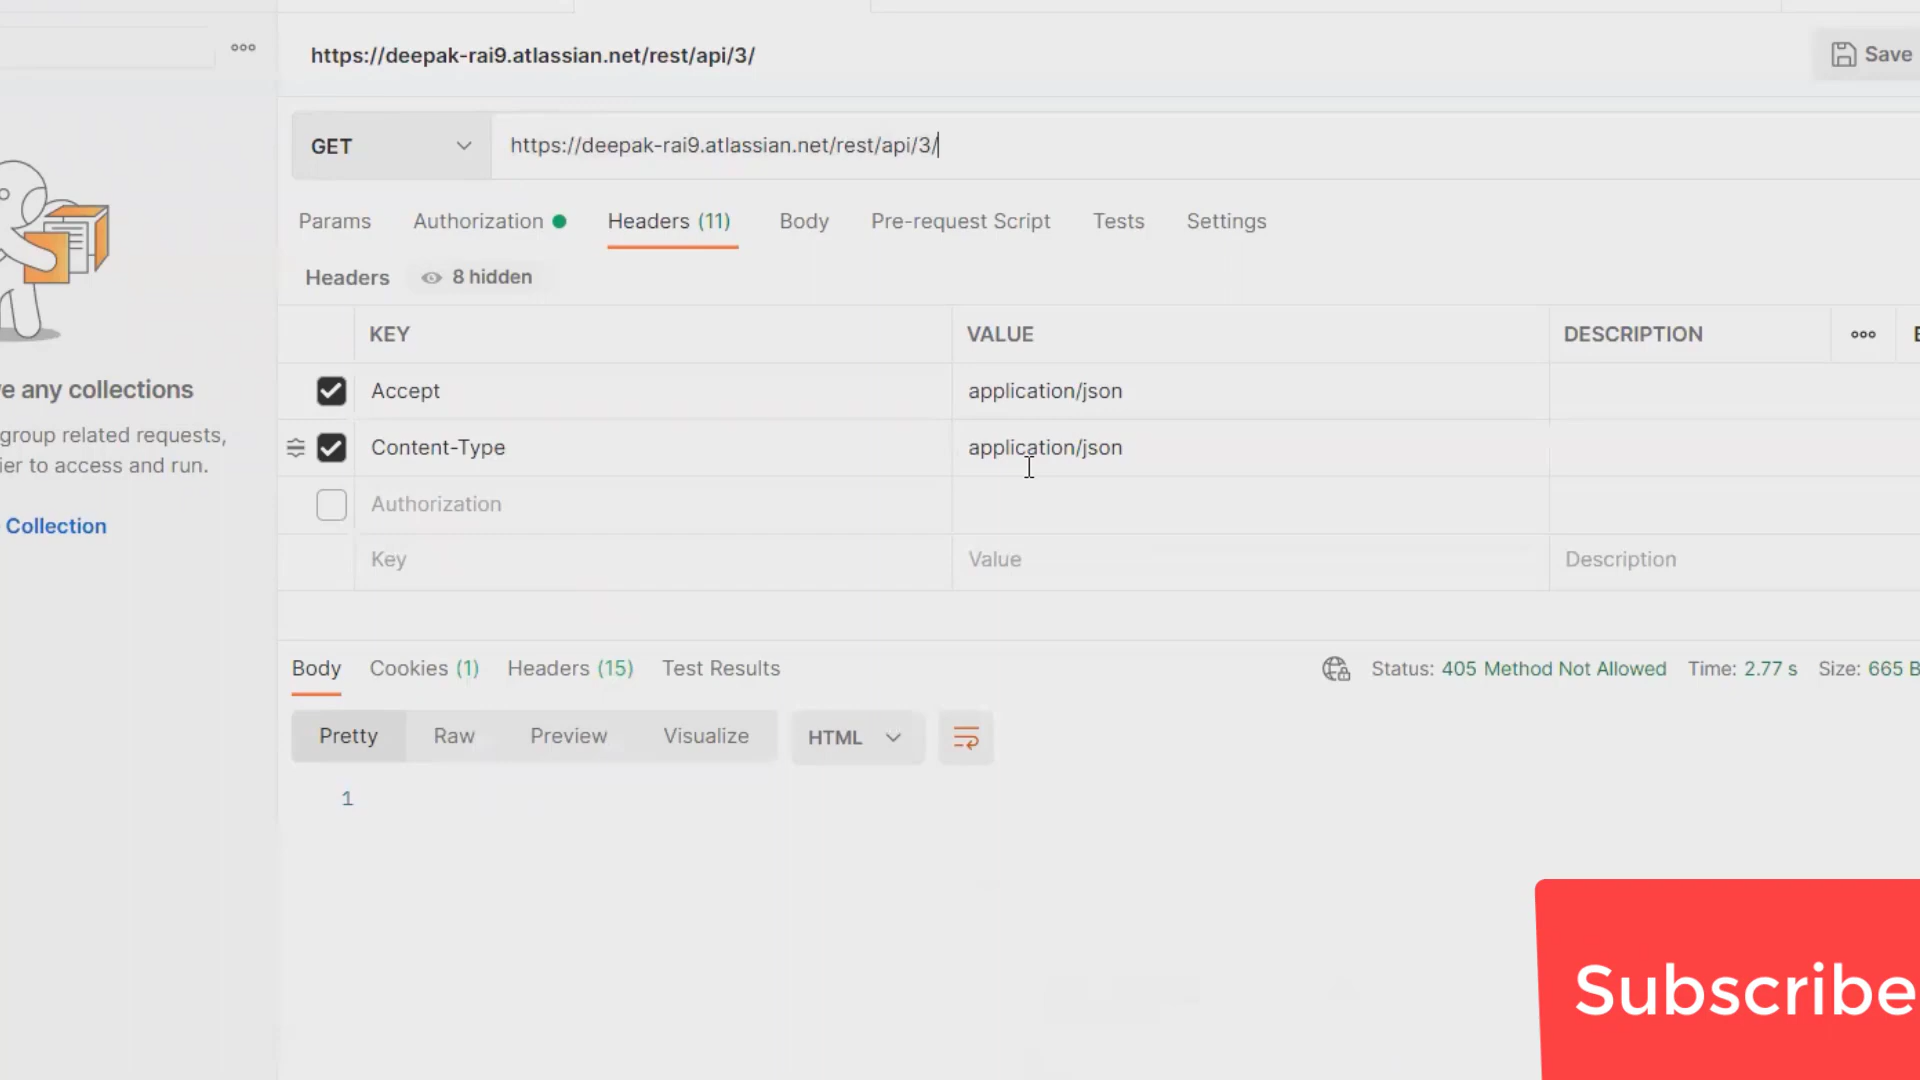 https://deepak-rai9.atlassian.net/rest/api/3/
Save
GET
https://deepak-rai9.atlassian.net/rest/api/3/
Params
Authorization
Headers (11)
Body
Pre-request Script
Tests
Settings
Headers
8 hidden
KEY
VALUE
DESCRIPTION
Accept
application/json
Content-Type
application/json
Authorization
Key
Value
Description
e any collections
group related requests,
ier to access and run.
Collection
Body
Cookies (1)
Headers (15)
Test Results
Status: 405 Method Not Allowed
Time: 2.77 s
Size: 665 B
Pretty
Raw
Preview
Visualize
HTML
1
Subscribe